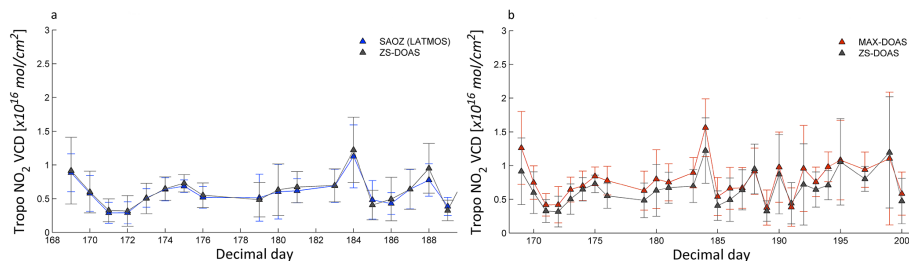 a
SAOZ (LATMOS)
ZS-DOAS
Tropo NO2 VCD [x10^16 mol/cm^2]
3
2.5
2
1.5
1
0.5
0
168 170 172 174 176 178 180 182 184 186 188
Decimal day
b
MAX-DOAS
ZS-DOAS
Tropo NO2 VCD [x10^16 mol/cm^2]
3
2.5
2
1.5
1
0.5
0
170 175 180 185 190 195 200
Decimal day